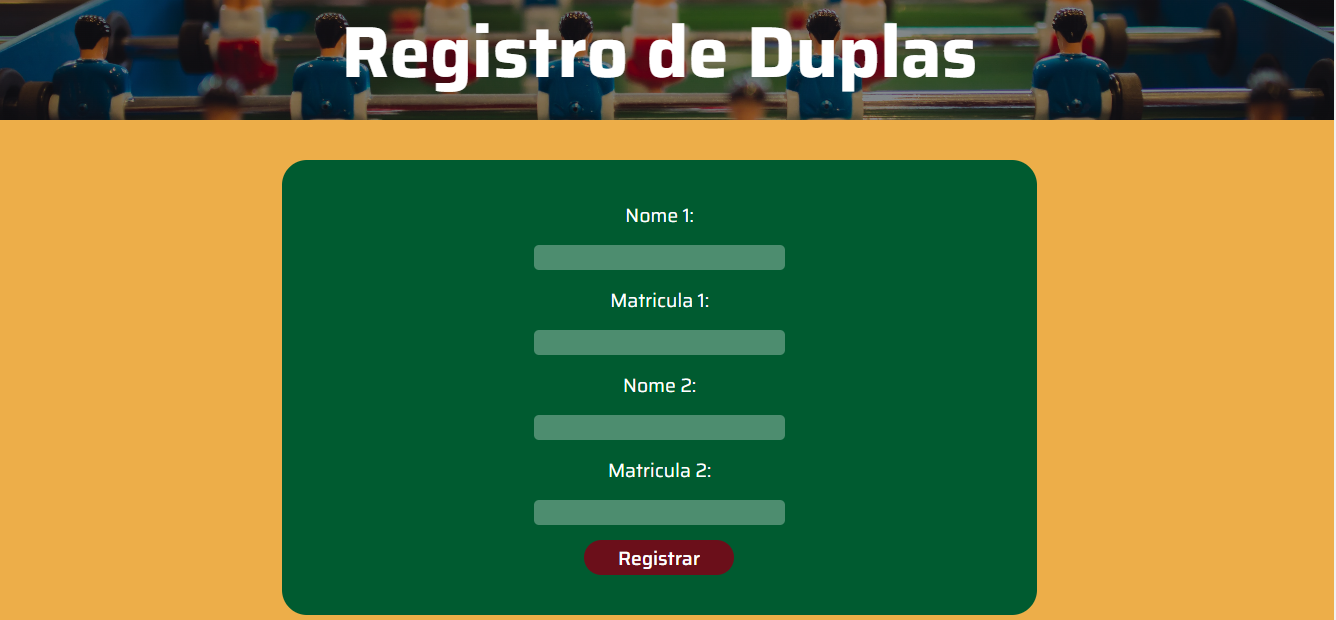 Registro de Duplas
Nome 1:
Matricula 1:
Nome 2:
Matricula 2:
Registrar